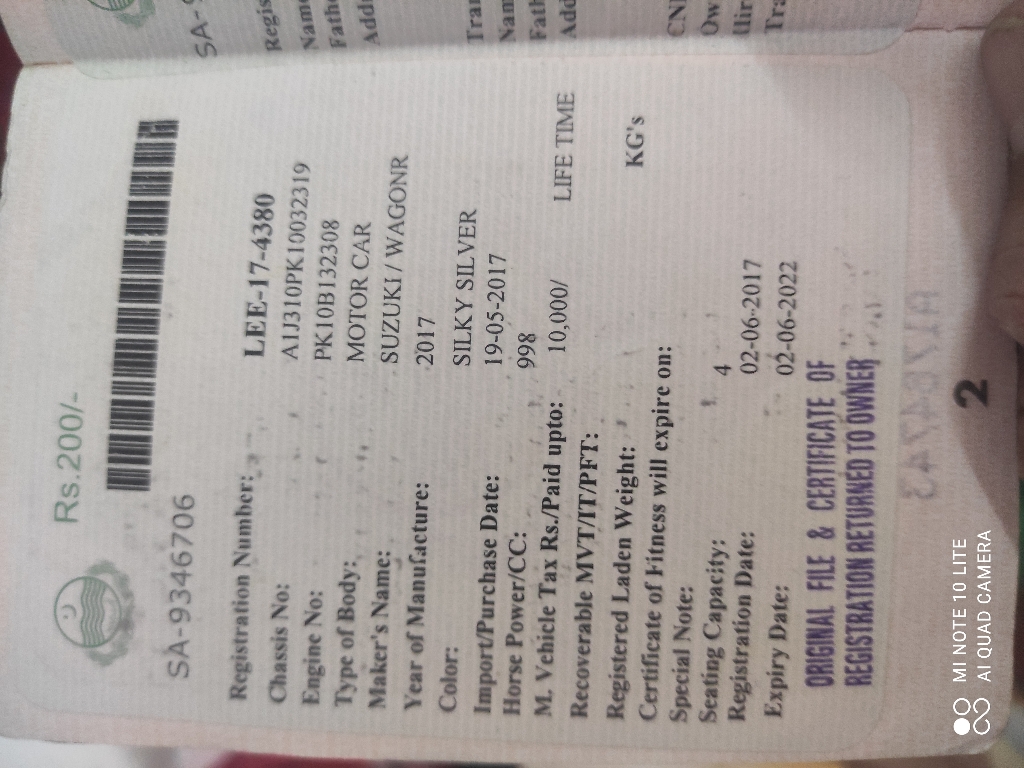 Rs.200/-
SA-9346706
Registration Number: LEE-17-4380
Chassis No: A1J310PK10032319
Engine No: PK10B132308
Type of Body: MOTOR CAR
Maker's Name: SUZUKI / WAGONR
Year of Manufacture: 2017
Color: SILKY SILVER
Import/Purchase Date: 19-05-2017
Horse Power/CC: 998
M. Vehicle Tax Rs./Paid upto: 10,000/ LIFE TIME
Recoverable MVT/IT/PFT:
Registered Laden Weight: KG's
Certificate of Fitness will expire on:
Special Note:
Seating Capacity: 4
Registration Date: 02-06-2017
Expiry Date: 02-06-2022
ORIGINAL FILE & CERTIFICATE OF
REGISTRATION RETURNED TO OWNER
2
MI NOTE 10 LITE
AI QUAD CAMERA